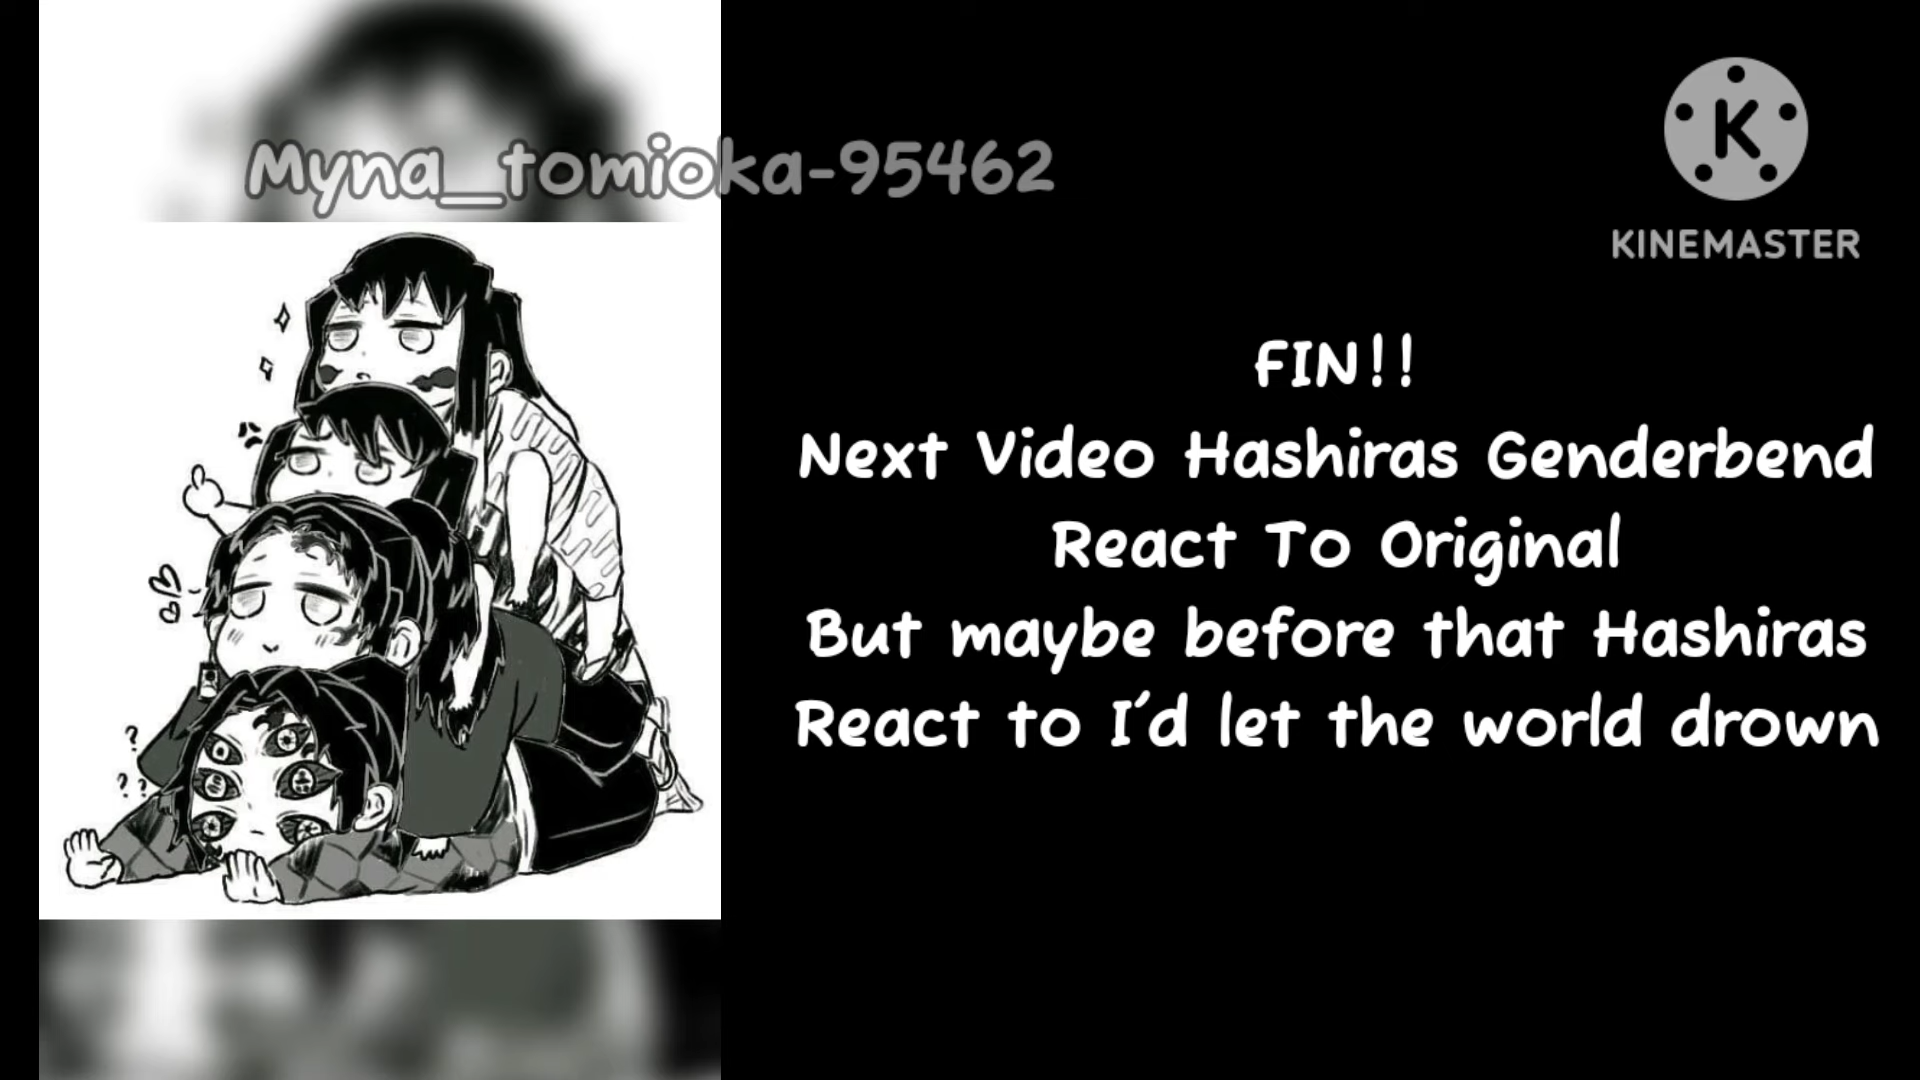 Myna_tomioka-95462
K
KINEMASTER
FIN!!
Next Video Hashiras Genderbend
React To Original
But maybe before that Hashiras
React to I'd let the world drown
?
? ?